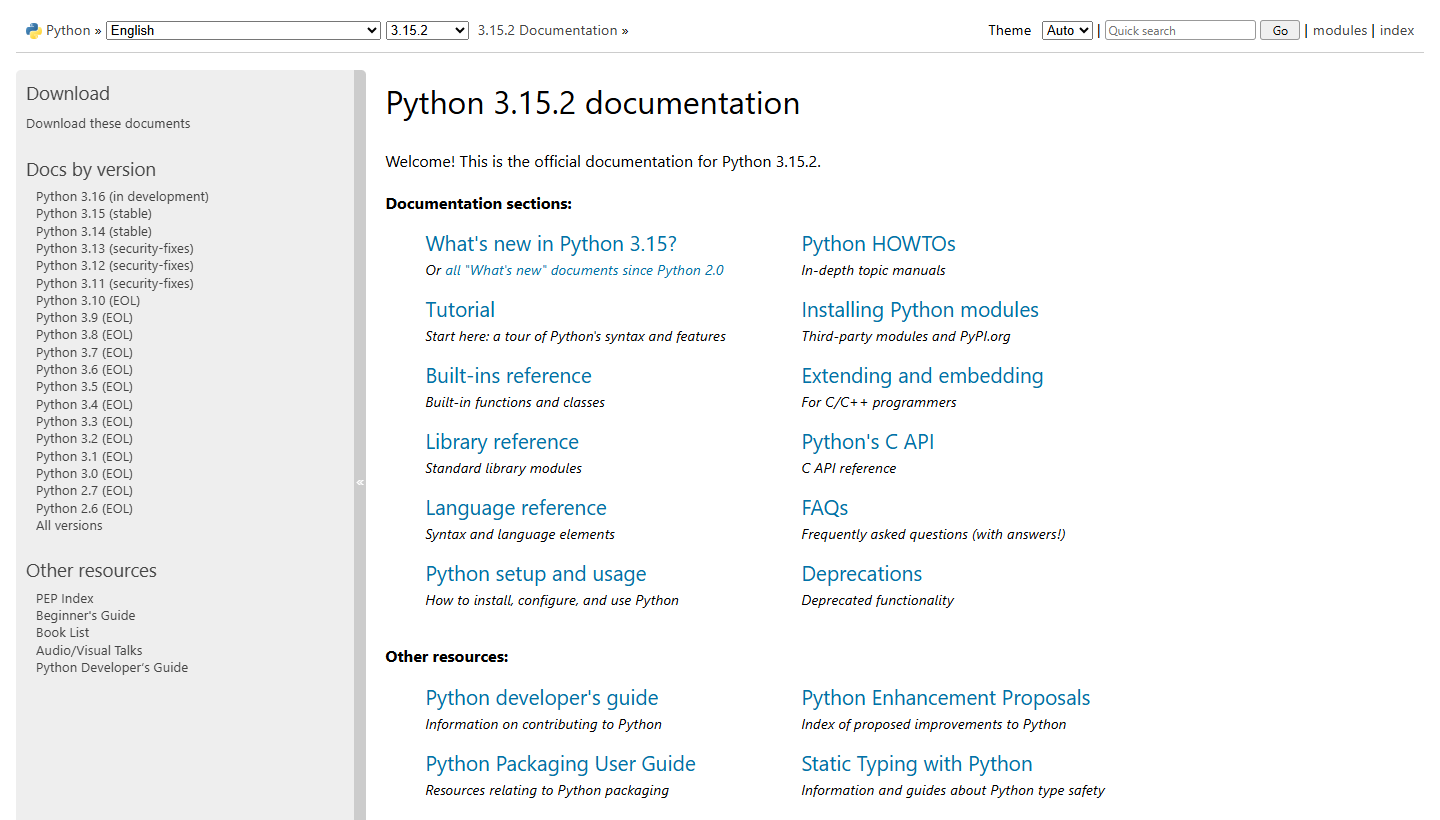 Python » English 3.15.2 3.15.2 Documentation » Theme Auto | Quick search Go | modules | index
Download
Download these documents
Docs by version
Python 3.16 (in development)
Python 3.15 (stable)
Python 3.14 (stable)
Python 3.13 (security-fixes)
Python 3.12 (security-fixes)
Python 3.11 (security-fixes)
Python 3.10 (EOL)
Python 3.9 (EOL)
Python 3.8 (EOL)
Python 3.7 (EOL)
Python 3.6 (EOL)
Python 3.5 (EOL)
Python 3.4 (EOL)
Python 3.3 (EOL)
Python 3.2 (EOL)
Python 3.1 (EOL)
Python 3.0 (EOL)
Python 2.7 (EOL)
Python 2.6 (EOL)
All versions
Other resources
PEP Index
Beginner's Guide
Book List
Audio/Visual Talks
Python Developer's Guide
«
Python 3.15.2 documentation
Welcome! This is the official documentation for Python 3.15.2.
Documentation sections:
What's new in Python 3.15?
Or all "What's new" documents since Python 2.0
Tutorial
Start here: a tour of Python's syntax and features
Built-ins reference
Built-in functions and classes
Library reference
Standard library modules
Language reference
Syntax and language elements
Python setup and usage
How to install, configure, and use Python
Python HOWTOs
In-depth topic manuals
Installing Python modules
Third-party modules and PyPI.org
Extending and embedding
For C/C++ programmers
Python's C API
C API reference
FAQs
Frequently asked questions (with answers!)
Deprecations
Deprecated functionality
Other resources:
Python developer's guide
Information on contributing to Python
Python Packaging User Guide
Resources relating to Python packaging
Python Enhancement Proposals
Index of proposed improvements to Python
Static Typing with Python
Information and guides about Python type safety